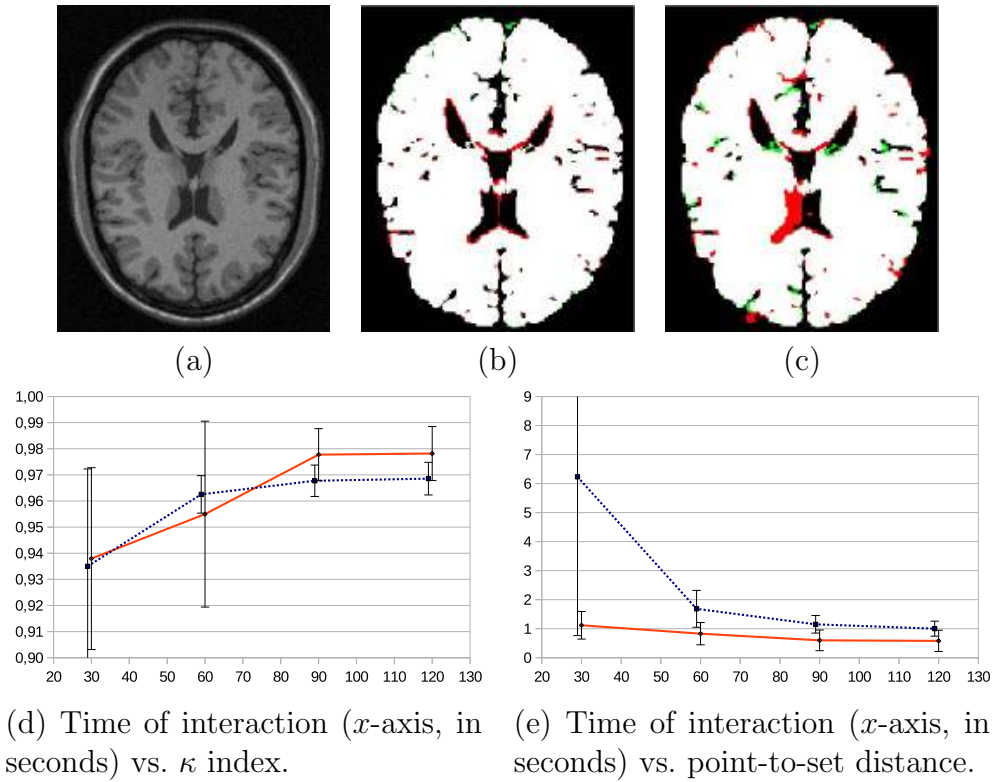 (a)
(b)
(c)
1,00
0,99
0,98
0,97
0,96
0,95
0,94
0,93
0,92
0,91
0,90
20 30 40 50 60 70 80 90 100 110 120 130
9
8
7
6
5
4
3
2
1
0
20 30 40 50 60 70 80 90 100 110 120 130
(d) Time of interaction (x-axis, in
seconds) vs. κ index.
(e) Time of interaction (x-axis, in
seconds) vs. point-to-set distance.